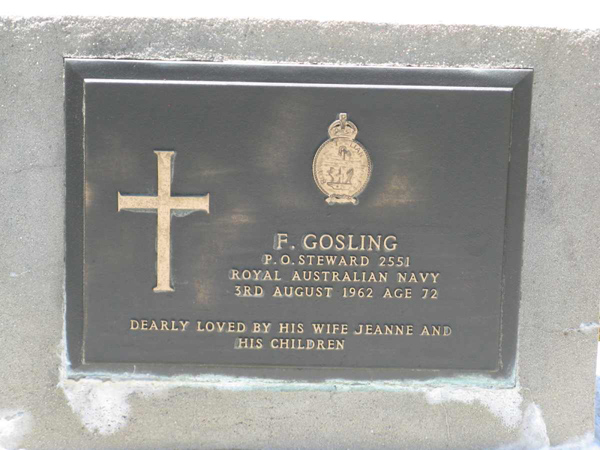 F. GOSLING
P.O. STEWARD 2551
ROYAL AUSTRALIAN NAVY
3RD AUGUST 1962 AGE 72
DEARLY LOVED BY HIS WIFE JEANNE AND
HIS CHILDREN